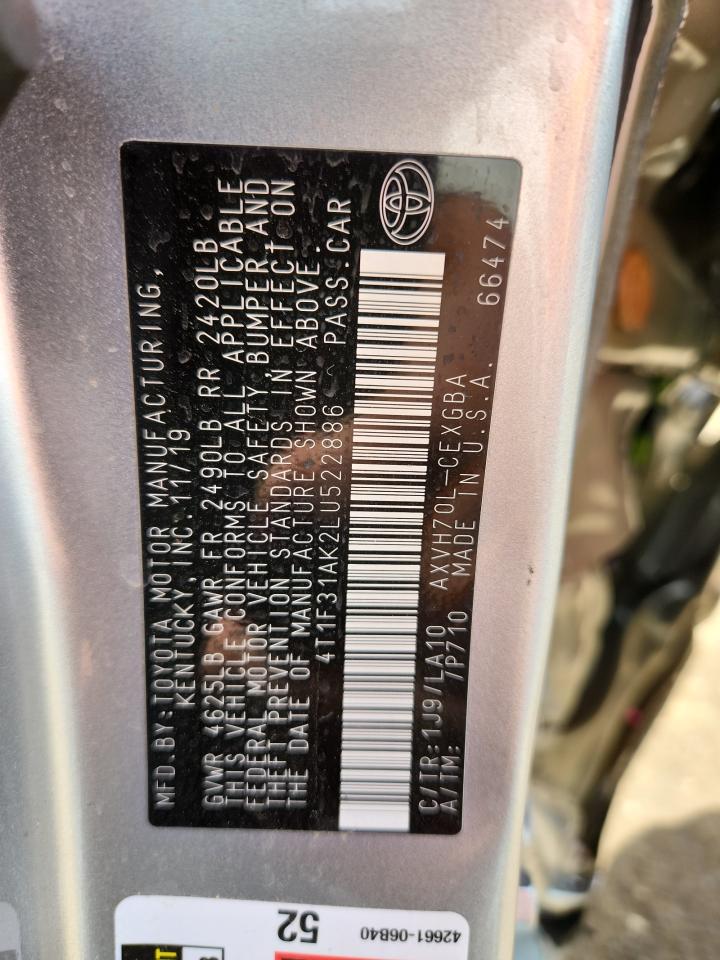 MFD.BY:TOYOTA MOTOR MANUFACTURING,
KENTUCKY,INC. 11/19
GVWR 4625LB GAWR FR 2490LB RR 2420LB
THIS VEHICLE CONFORMS TO ALL APPLICABLE
FEDERAL MOTOR VEHICLE SAFETY,BUMPER,AND
THEFT PREVENTION STANDARDS IN EFFECT ON
THE DATE OF MANUFACTURE SHOWN ABOVE.
4T1F31AK2LU522886 PASS.CAR
C/TR:1J9/LA10 AXVH70L-CEXGBA
A/TM: /P710 MADE IN U.S.A. 66474
52
42661-06B40